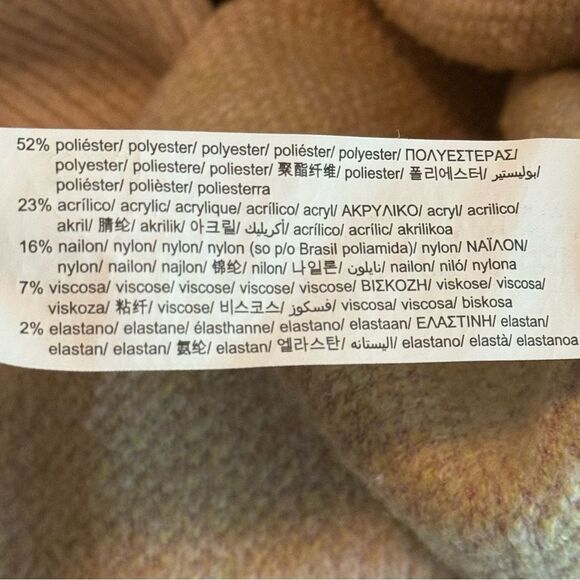 52% poliéster/ polyester/ polyester/ poliéster/ polyester/ ΠΟΛΥΕΣΤΕΡΑΣ/
polyester/ poliestere/ poliester/ 聚酯纤维/ poliester/ 폴리에스터/ بوليستير/
poliéster/ polièster/ poliesterra
23% acrílico/ acrylic/ acrylique/ acrílico/ acryl/ ΑΚΡΥΛΙΚΟ/ acryl/ acrilico/
akril/ 腈纶/ akrilik/ 아크릴/ أكريليك/ acrílico/ acrílic/ akrilikoa
16% nailon/ nylon/ nylon/ nylon (so p/o Brasil poliamida)/ nylon/ ΝΑΪΛΟΝ/
nylon/ nailon/ najlon/ 锦纶/ nilon/ 나일론/ نايلون/ nailon/ niló/ nylona
7% viscosa/ viscose/ viscose/ viscose/ viscose/ ΒΙΣΚΟΖΗ/ viskose/ viscosa/
viskoza/ 粘纤/ viscose/ 비스코스/ فسكوز/ viscosa/ viscosa/ biskosa
2% elastano/ elastane/ élasthanne/ elastano/ elastaan/ ΕΛΑΣΤΙΝΗ/ elastan/
elastan/ elastan/ 氨纶/ elastan/ 엘라스탄/ اليستانه/ elastano/ elastà/ elastanoa